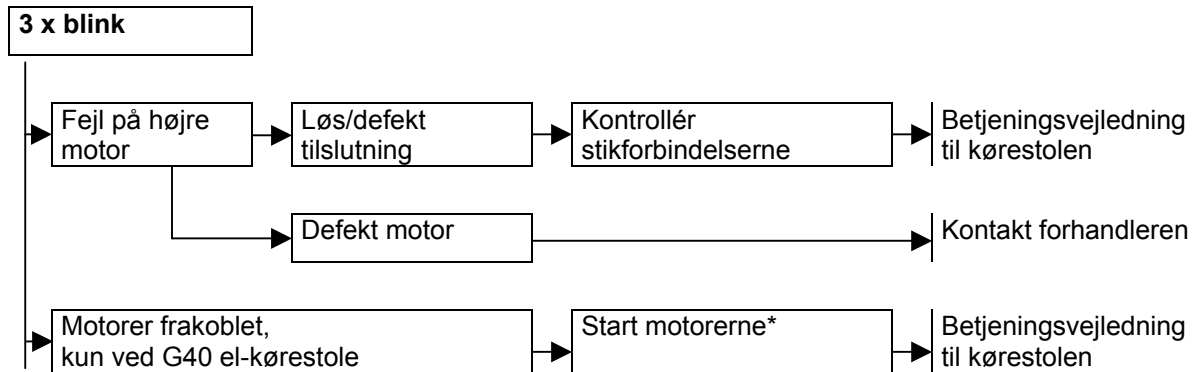 3 x blink
Fejl på højre
motor
Løs/defekt
tilslutning
Kontrollér
stikforbindelserne
Betjeningsvejledning
til kørestolen
Defekt motor
Kontakt forhandleren
Motorer frakoblet,
kun ved G40 el-kørestole
Start motorerne*
Betjeningsvejledning
til kørestolen